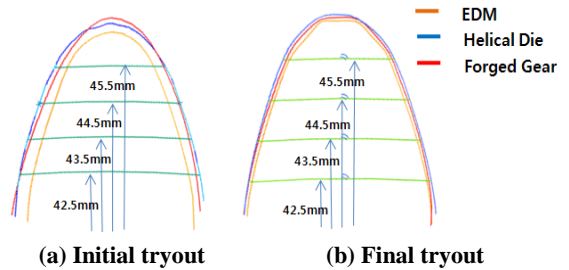 EDM
Helical Die
Forged Gear
45.5mm
44.5mm
43.5mm
42.5mm
45.5mm
44.5mm
43.5mm
42.5mm
(a) Initial tryout
(b) Final tryout